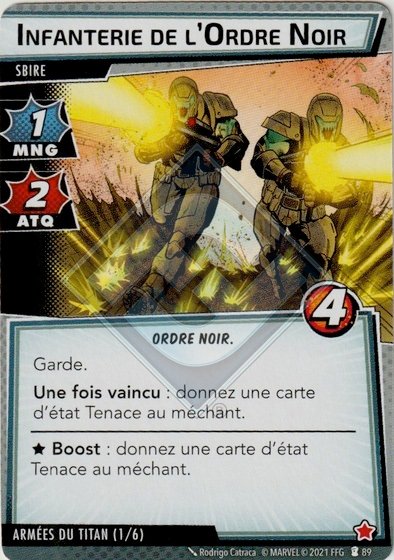 INFANTERIE DE L'ORDRE NOIR
SBIRE
1
MNG
2
ATQ
4
ORDRE NOIR.
Garde.
Une fois vaincu : donnez une carte
d'état Tenace au méchant.
★ Boost : donnez une carte d'état
Tenace au méchant.
ARMÉES DU TITAN (1/6)
Rodrigo Catraca © MARVEL © 2021 FFG 89